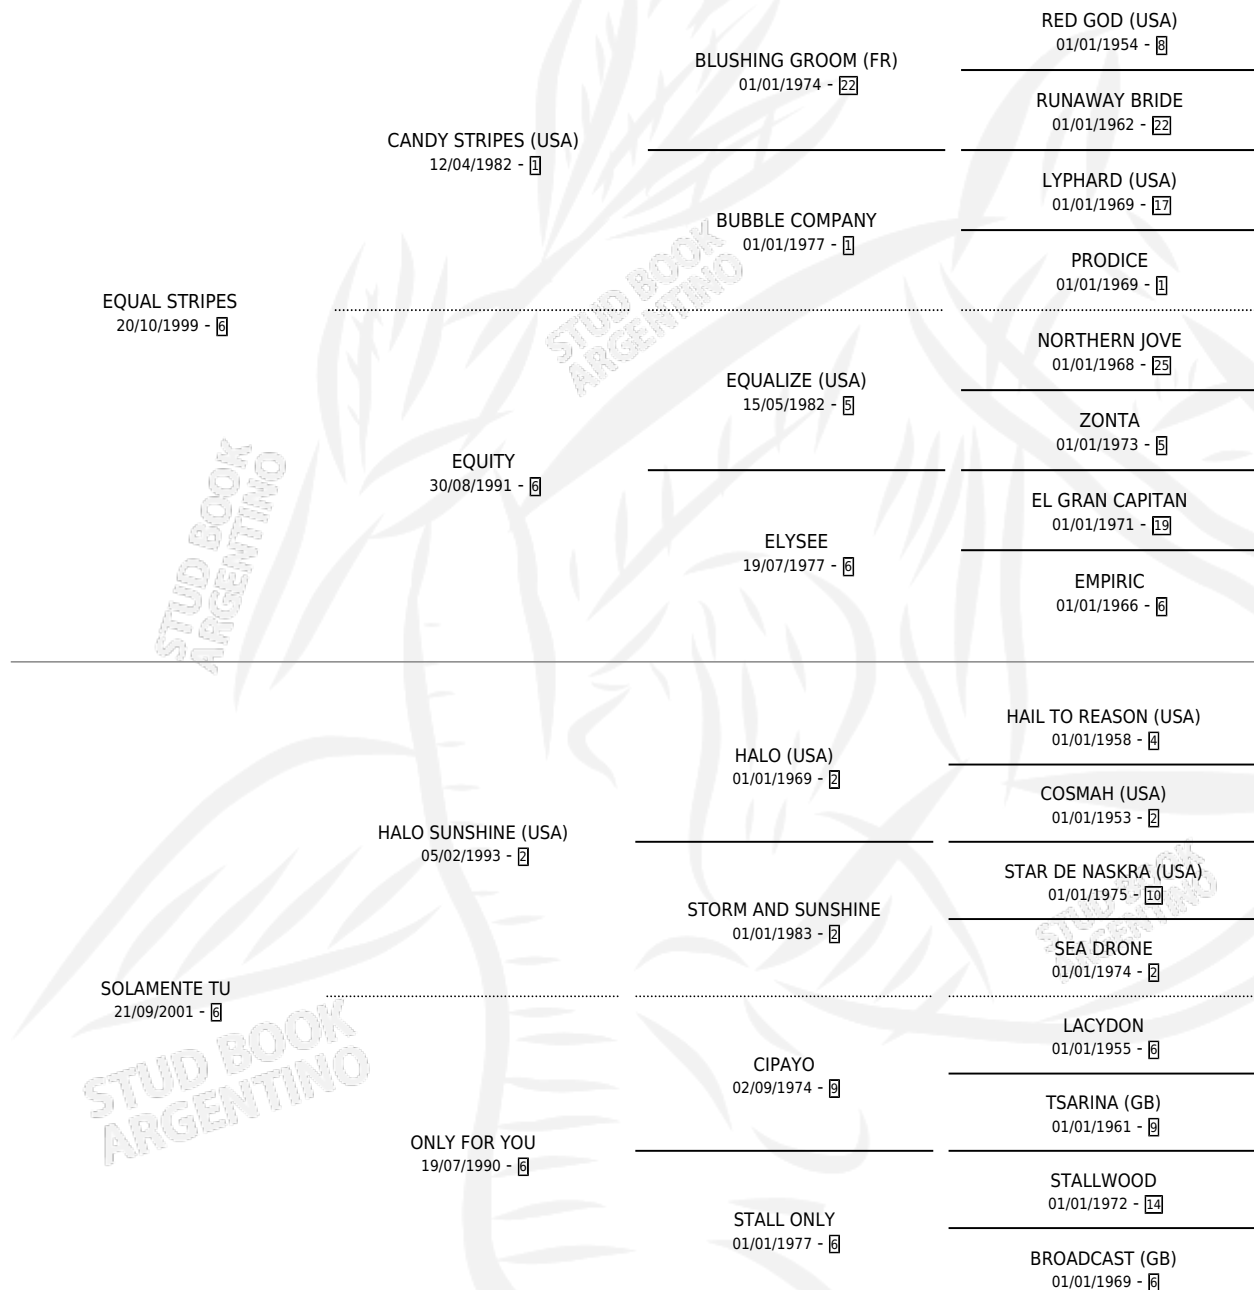 RED GOD (USA)
01/01/1954 - 8
BLUSHING GROOM (FR)
01/01/1974 - 22
RUNAWAY BRIDE
01/01/1962 - 22
CANDY STRIPES (USA)
12/04/1982 - 1
LYPHARD (USA)
01/01/1969 - 17
BUBBLE COMPANY
01/01/1977 - 1
PRODICE
01/01/1969 - 1
STUD BOOK
ARGENTINO
EQUAL STRIPES
20/10/1999 - 6
NORTHERN JOVE
01/01/1968 - 25
EQUALIZE (USA)
15/05/1982 - 5
ZONTA
01/01/1973 - 5
EQUITY
30/08/1991 - 6
EL GRAN CAPITAN
01/01/1971 - 19
ELYSEE
19/07/1977 - 6
EMPIRIC
01/01/1966 - 6
STUD BOOK
ARGENTINO
HAIL TO REASON (USA)
01/01/1958 - 4
HALO (USA)
01/01/1969 - 2
COSMAH (USA)
01/01/1953 - 2
HALO SUNSHINE (USA)
05/02/1993 - 2
STAR DE NASKRA (USA)
01/01/1975 - 10
STORM AND SUNSHINE
01/01/1983 - 2
SEA DRONE
01/01/1974 - 2
STUD BOOK
ARGENTINO
SOLAMENTE TU
21/09/2001 - 6
LACYDON
01/01/1955 - 6
CIPAYO
02/09/1974 - 9
TSARINA (GB)
01/01/1961 - 9
STUD BOOK
ARGENTINO
ONLY FOR YOU
19/07/1990 - 6
STALLWOOD
01/01/1972 - 14
STALL ONLY
01/01/1977 - 6
BROADCAST (GB)
01/01/1969 - 6